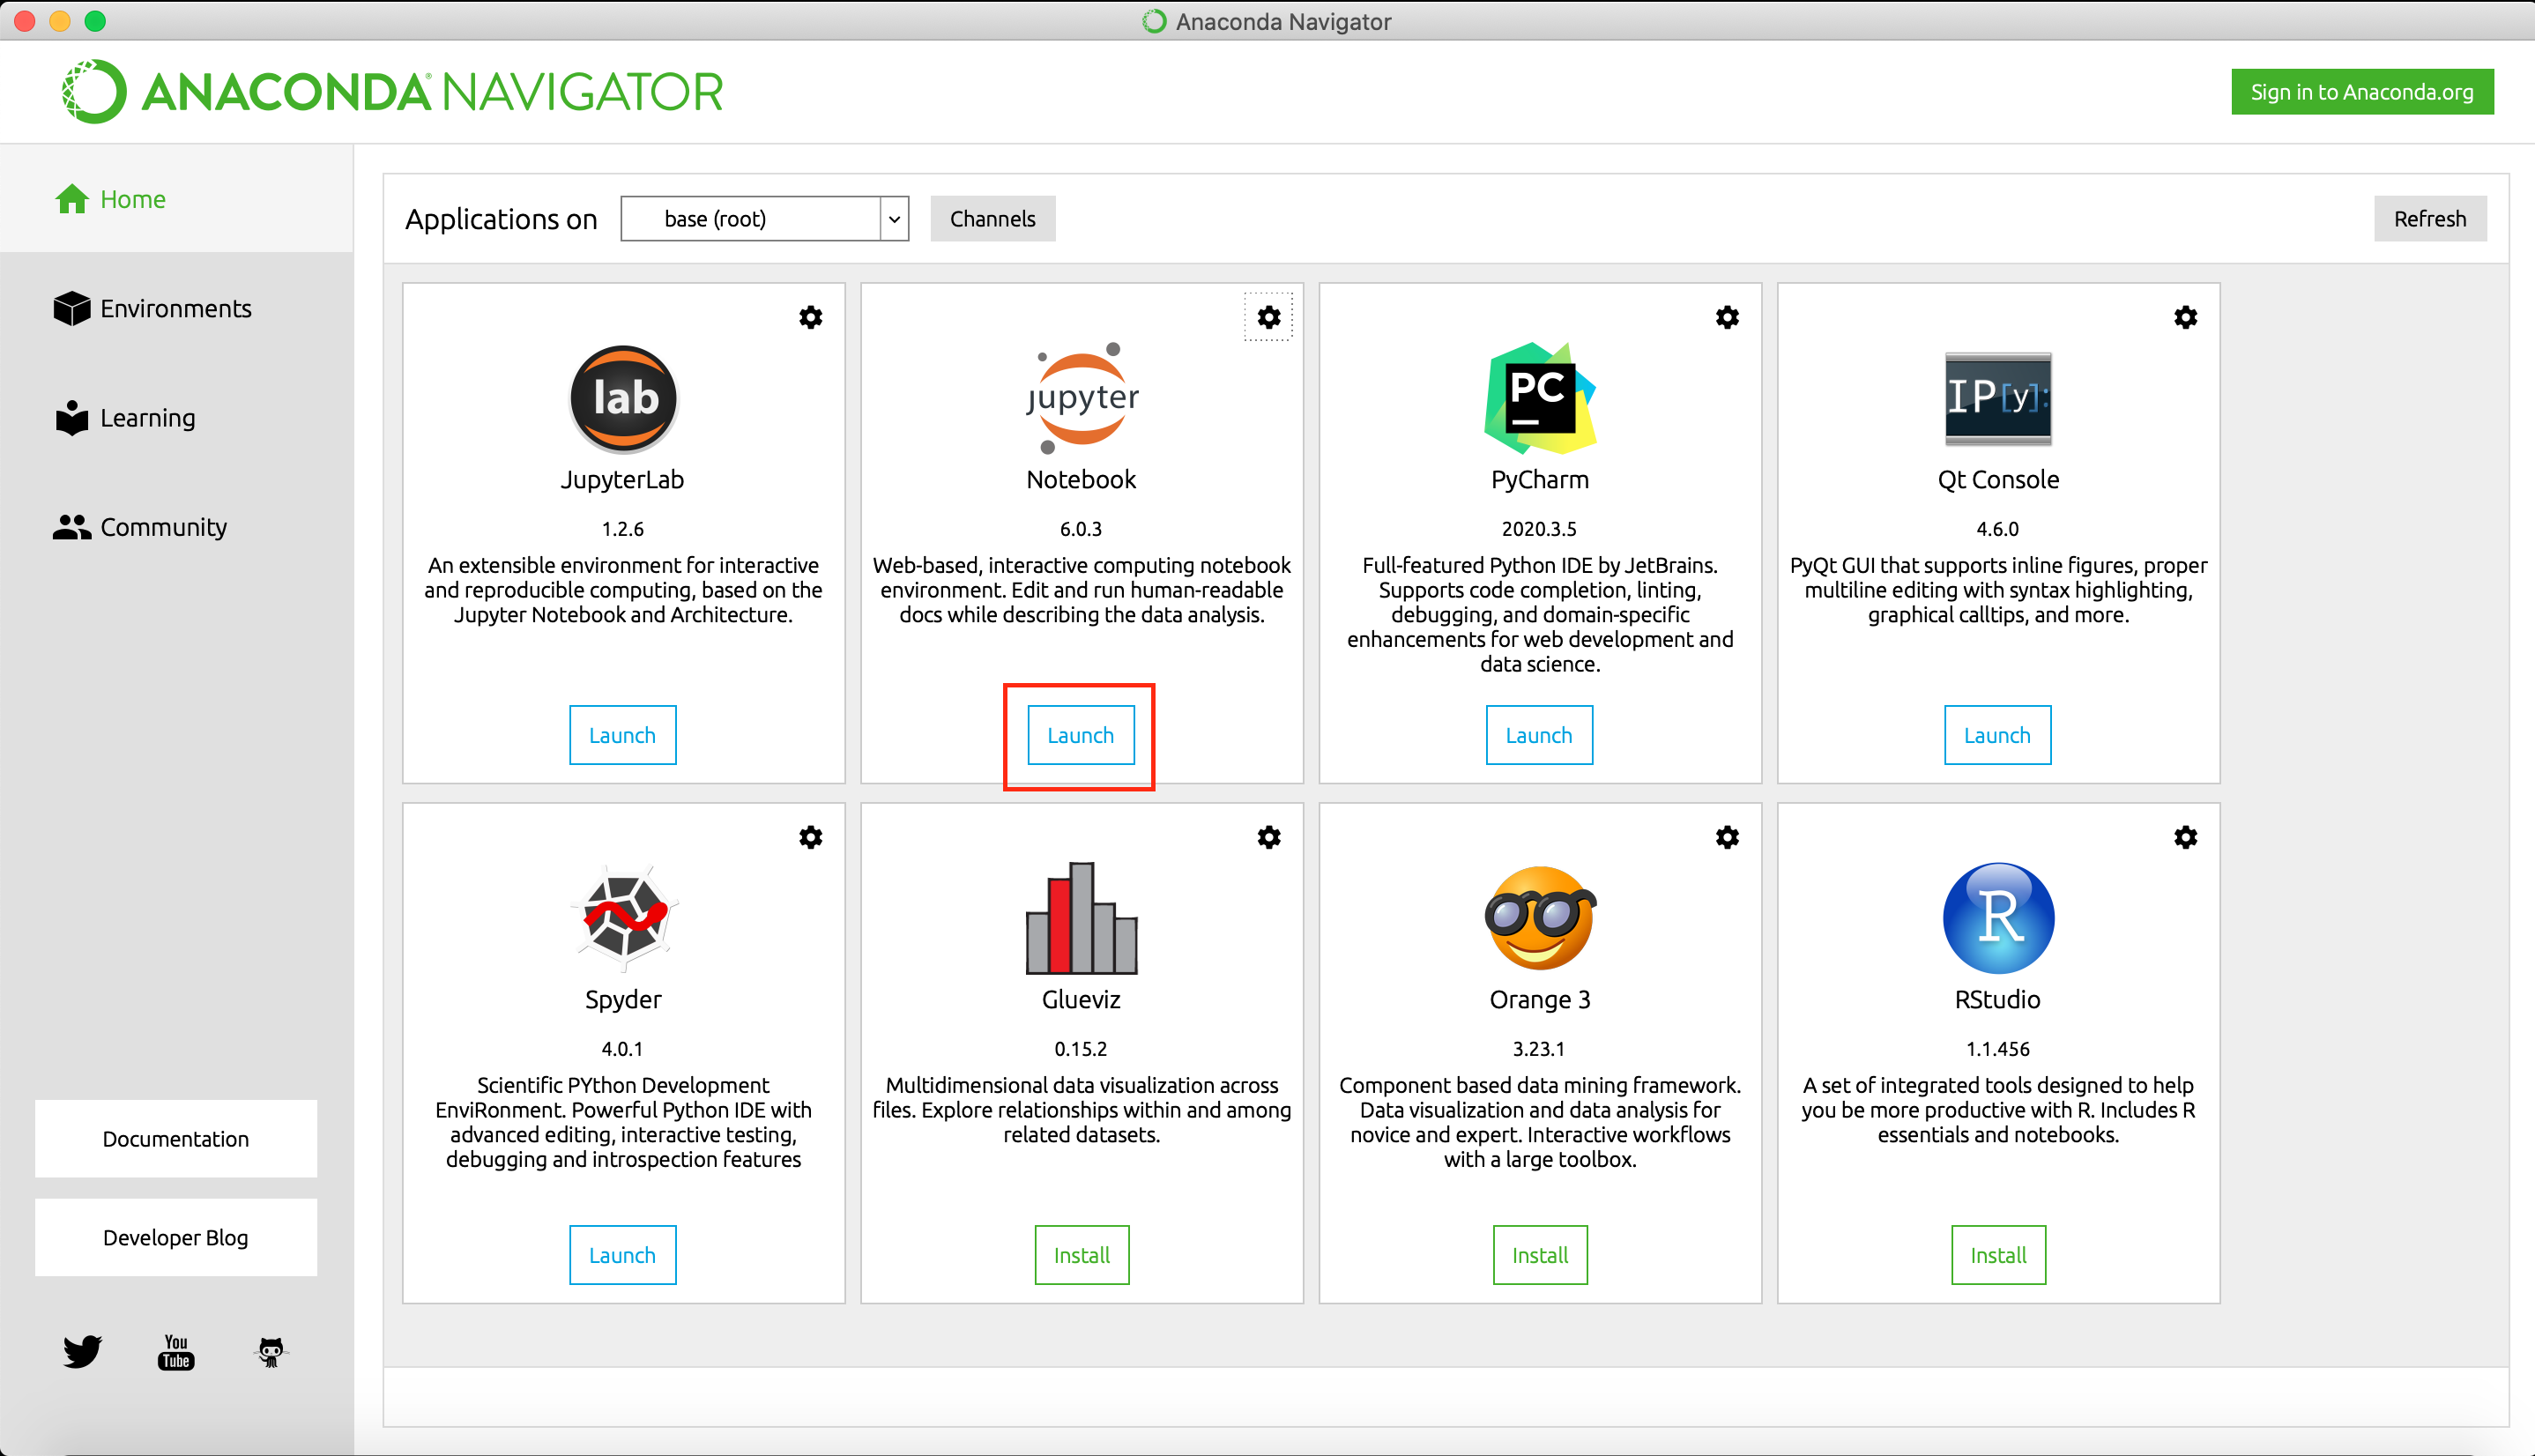 Anaconda Navigator
ANACONDA® NAVIGATOR
Sign in to Anaconda.org
Home
Environments
Learning
Community
Documentation
Developer Blog
You
Tube
Applications on
base (root)
Channels
Refresh
lab
JupyterLab
1.2.6
An extensible environment for interactive
and reproducible computing, based on the
Jupyter Notebook and Architecture.
Launch
jupyter
Notebook
6.0.3
Web-based, interactive computing notebook
environment. Edit and run human-readable
docs while describing the data analysis.
Launch
PC
PyCharm
2020.3.5
Full-featured Python IDE by JetBrains.
Supports code completion, linting,
debugging, and domain-specific
enhancements for web development and
data science.
Launch
IP[y]:
Qt Console
4.6.0
PyQt GUI that supports inline figures, proper
multiline editing with syntax highlighting,
graphical calltips, and more.
Launch
Spyder
4.0.1
Scientific PYthon Development
EnviRonment. Powerful Python IDE with
advanced editing, interactive testing,
debugging and introspection features
Launch
Glueviz
0.15.2
Multidimensional data visualization across
files. Explore relationships within and among
related datasets.
Install
Orange 3
3.23.1
Component based data mining framework.
Data visualization and data analysis for
novice and expert. Interactive workflows
with a large toolbox.
Install
R
RStudio
1.1.456
A set of integrated tools designed to help
you be more productive with R. Includes R
essentials and notebooks.
Install